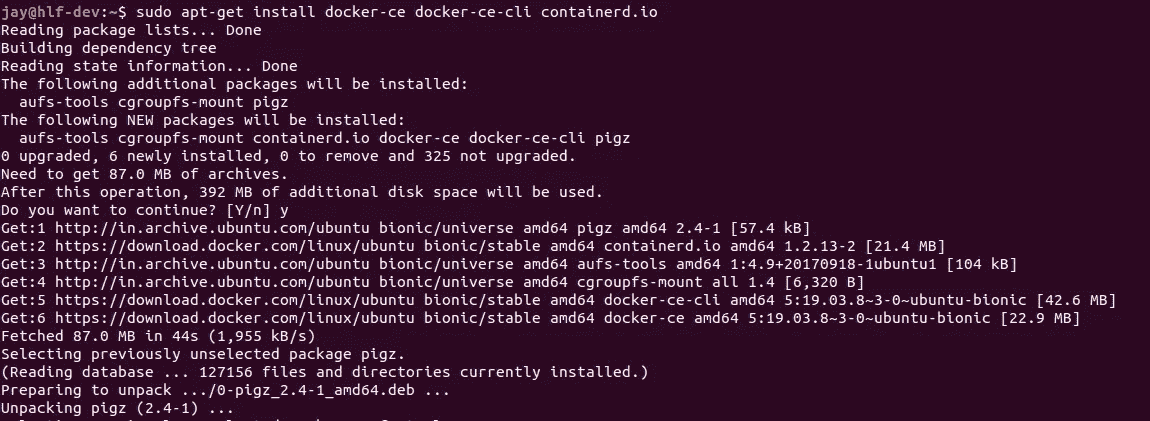 jay@hlf-dev:~$ sudo apt-get install docker-ce docker-ce-cli containerd.io
Reading package lists... Done
Building dependency tree
Reading state information... Done
The following additional packages will be installed:
  aufs-tools cgroupfs-mount pigz
The following NEW packages will be installed:
  aufs-tools cgroupfs-mount containerd.io docker-ce docker-ce-cli pigz
0 upgraded, 6 newly installed, 0 to remove and 325 not upgraded.
Need to get 87.0 MB of archives.
After this operation, 392 MB of additional disk space will be used.
Do you want to continue? [Y/n] y
Get:1 http://in.archive.ubuntu.com/ubuntu bionic/universe amd64 pigz amd64 2.4-1 [57.4 kB]
Get:2 https://download.docker.com/linux/ubuntu bionic/stable amd64 containerd.io amd64 1.2.13-2 [21.4 MB]
Get:3 http://in.archive.ubuntu.com/ubuntu bionic/universe amd64 aufs-tools amd64 1:4.9+20170918-1ubuntu1 [104 kB]
Get:4 http://in.archive.ubuntu.com/ubuntu bionic/universe amd64 cgroupfs-mount all 1.4 [6,320 B]
Get:5 https://download.docker.com/linux/ubuntu bionic/stable amd64 docker-ce-cli amd64 5:19.03.8~3-0~ubuntu-bionic [42.6 MB]
Get:6 https://download.docker.com/linux/ubuntu bionic/stable amd64 docker-ce amd64 5:19.03.8~3-0~ubuntu-bionic [22.9 MB]
Fetched 87.0 MB in 44s (1,955 kB/s)
Selecting previously unselected package pigz.
(Reading database ... 127156 files and directories currently installed.)
Preparing to unpack .../0-pigz_2.4-1_amd64.deb ...
Unpacking pigz (2.4-1) ...